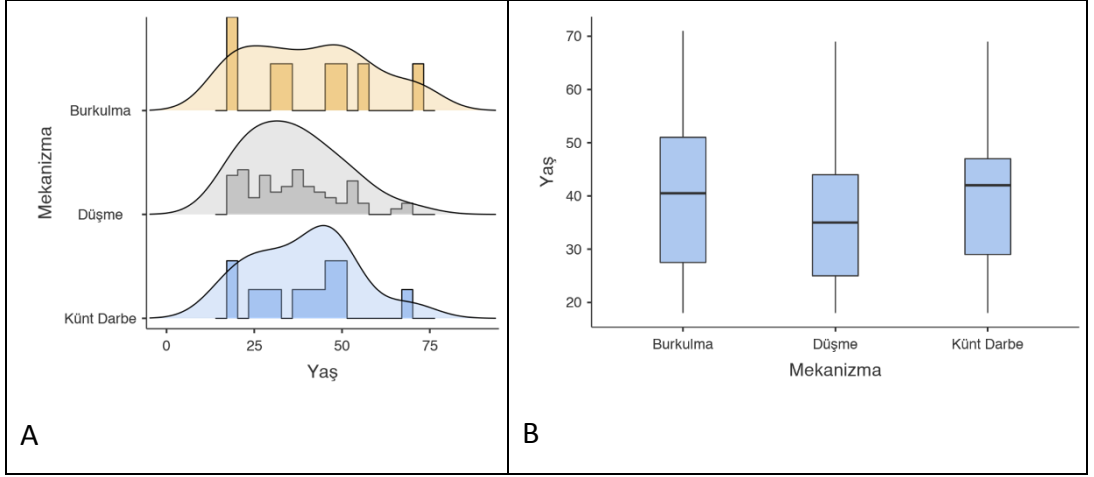 Mekanizma
Burkulma
Düşme
Künt Darbe
0 25 50 75
Yaş
A
Yaş
70
60
50
40
30
20
Burkulma Düşme Künt Darbe
Mekanizma
B